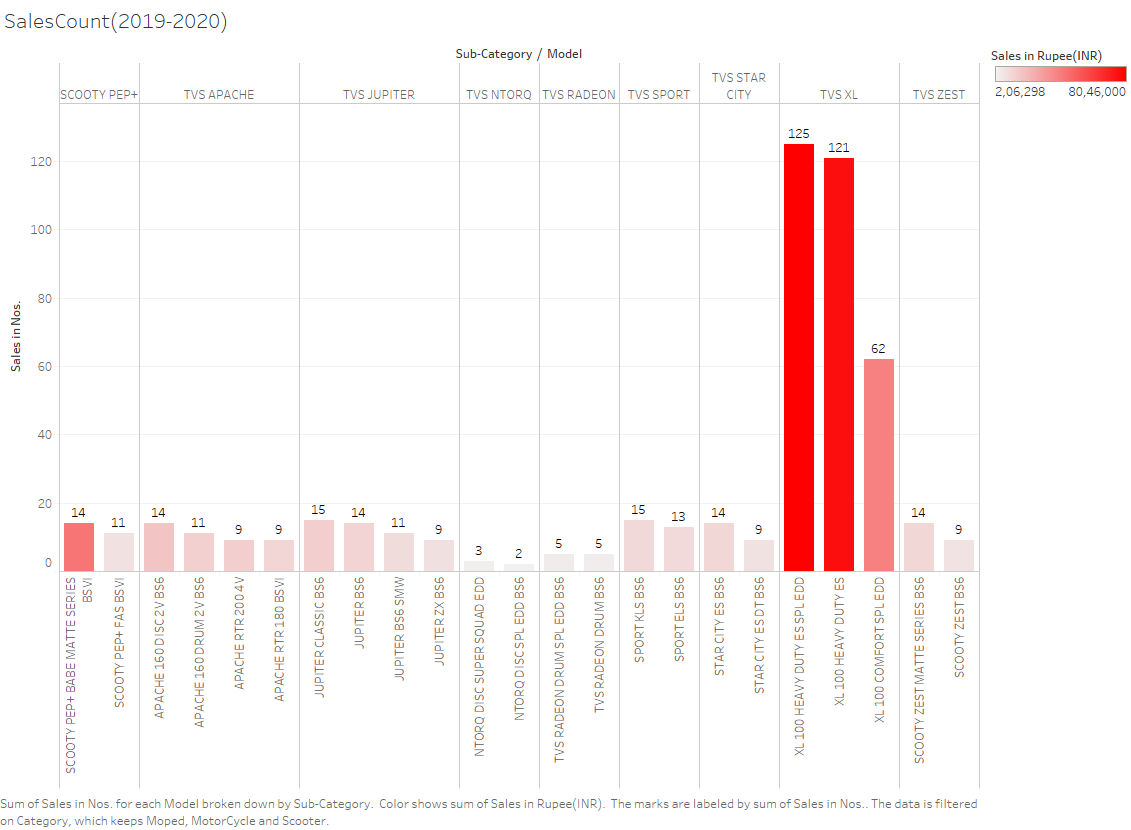 SalesCount(2019-2020)
Sub-Category / Model
Sales in Rupee(INR)
2,06,298 80,46,000
SCOOTY PEP+ TVS APACHE TVS JUPITER TVS NTORQ TVS RADEON TVS SPORT TVS STAR CITY TVS XL TVS ZEST
Sales in Nos.
120
100
80
60
40
20
0
14 11 14 11 9 9 15 14 11 9 3 2 5 5 15 13 14 9 125 121 62 14 9
SCOOTY PEP+ BABE MATTE SERIES
BSVI
SCOOTY PEP+ FAS BSVI
APACHE 160 DISC 2V BS6
APACHE 160 DRUM 2V BS6
APACHE RTR 200 4V
APACHE RTR 180 BSVI
JUPITER CLASSIC BS6
JUPITER BS6
JUPITER BS6 SMW
JUPITER ZX BS6
NTORQ DISC SUPER SQUAD EDD
NTORQ DISC SPL EDD BS6
TVS RADEON DRUM SPL EDD BS6
TVS RADEON DRUM BS6
SPORT KLS BS6
SPORT ELS BS6
STAR CITY ES BS6
STAR CITY ES DT BS6
XL 100 HEAVY DUTY ES SPL EDD
XL 100 HEAVY DUTY ES
XL 100 COMFORT SPL EDD
SCOOTY ZEST MATTE SERIES BS6
SCOOTY ZEST BS6
Sum of Sales in Nos. for each Model broken down by Sub-Category. Color shows sum of Sales in Rupee(INR). The marks are labeled by sum of Sales in Nos.. The data is filtered
on Category, which keeps Moped, MotorCycle and Scooter.